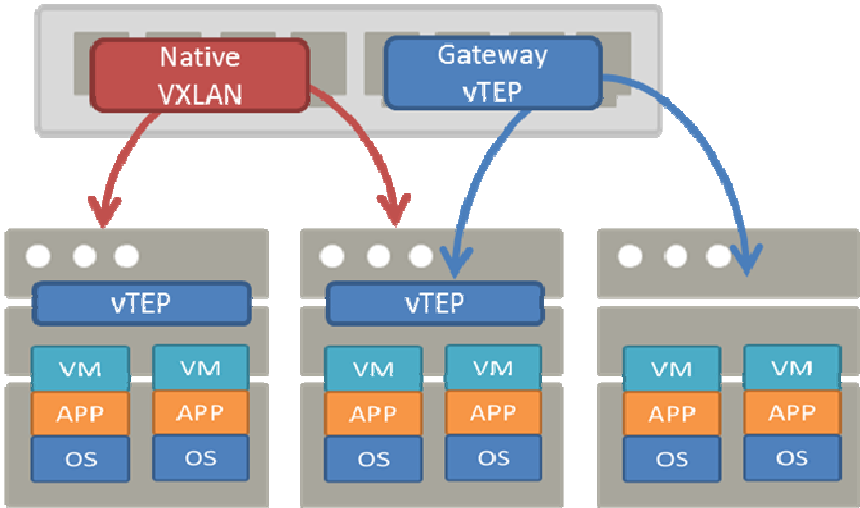 Native
VXLAN
Gateway
vTEP
vTEP
vTEP
VM
VM
VM
VM
VM
VM
APP
APP
APP
APP
APP
APP
OS
OS
OS
OS
OS
OS